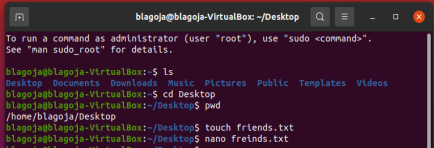 blagoja@blagoja-VirtualBox: ~/Desktop
To run a command as administrator (user "root"), use "sudo <command>".
See "man sudo_root" for details.
blagoja@blagoja-VirtualBox:~$ ls
Desktop Documents Downloads Music Pictures Public Templates Videos
blagoja@blagoja-VirtualBox:~$ cd Desktop
blagoja@blagoja-VirtualBox:~/Desktop$ pwd
/home/blagoja/Desktop
blagoja@blagoja-VirtualBox:~/Desktop$ touch friends.txt
blagoja@blagoja-VirtualBox:~/Desktop$ nano freinds.txt